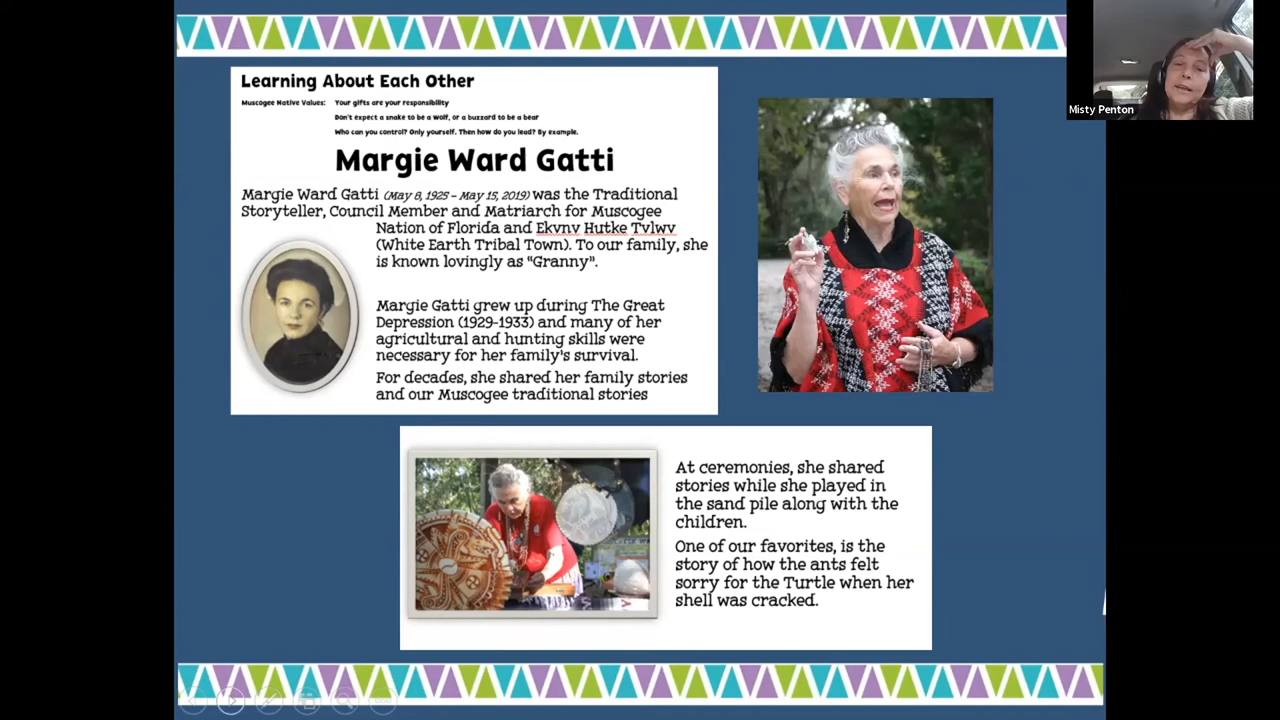 Learning About Each Other
Muscogee Native Values: Your gifts are your responsibility
Don't expect a snake to be a wolf, or a buzzard to be a bear
Who can you control? Only yourself. Then how do you lead? By example.
Margie Ward Gatti
Margie Ward Gatti (May 8, 1925 – May 15, 2019) was the Traditional
Storyteller, Council Member and Matriarch for Muscogee
Nation of Florida and Ekvnv Hutke Tvlwv
(White Earth Tribal Town). To our family, she
is known lovingly as “Granny”.
Margie Gatti grew up during The Great
Depression (1929-1933) and many of her
agricultural and hunting skills were
necessary for her family's survival.
For decades, she shared her family stories
and our Muscogee traditional stories
At ceremonies, she shared
stories while she played in
the sand pile along with the
children.
One of our favorites, is the
story of how the ants felt
sorry for the Turtle when her
shell was cracked.
Misty Penton